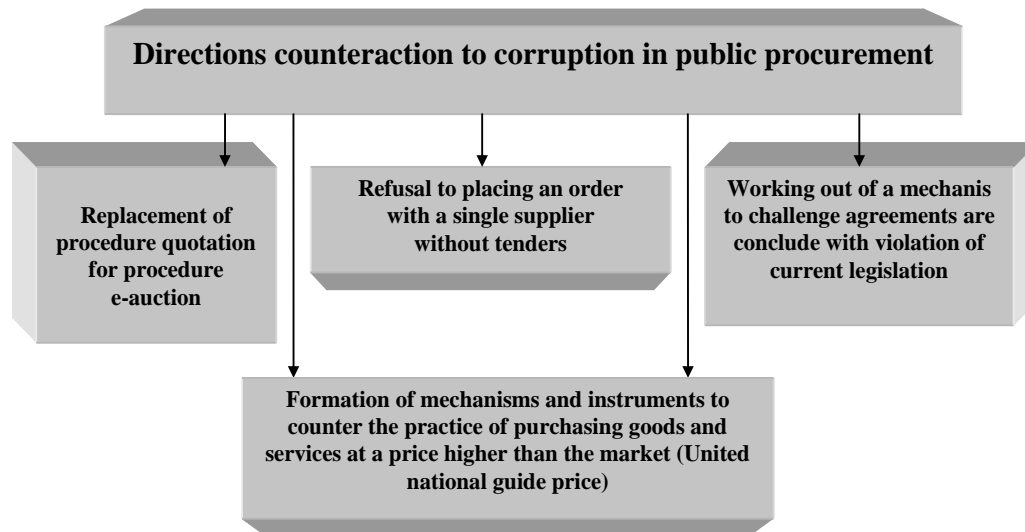 Directions counteraction to corruption in public procurement
Replacement of
procedure quotation
for procedure
e-auction
Refusal to placing an order
with a single supplier
without tenders
Working out of a mechanis
to challenge agreements are
conclude with violation of
current legislation
Formation of mechanisms and instruments to
counter the practice of purchasing goods and
services at a price higher than the market (United
national guide price)